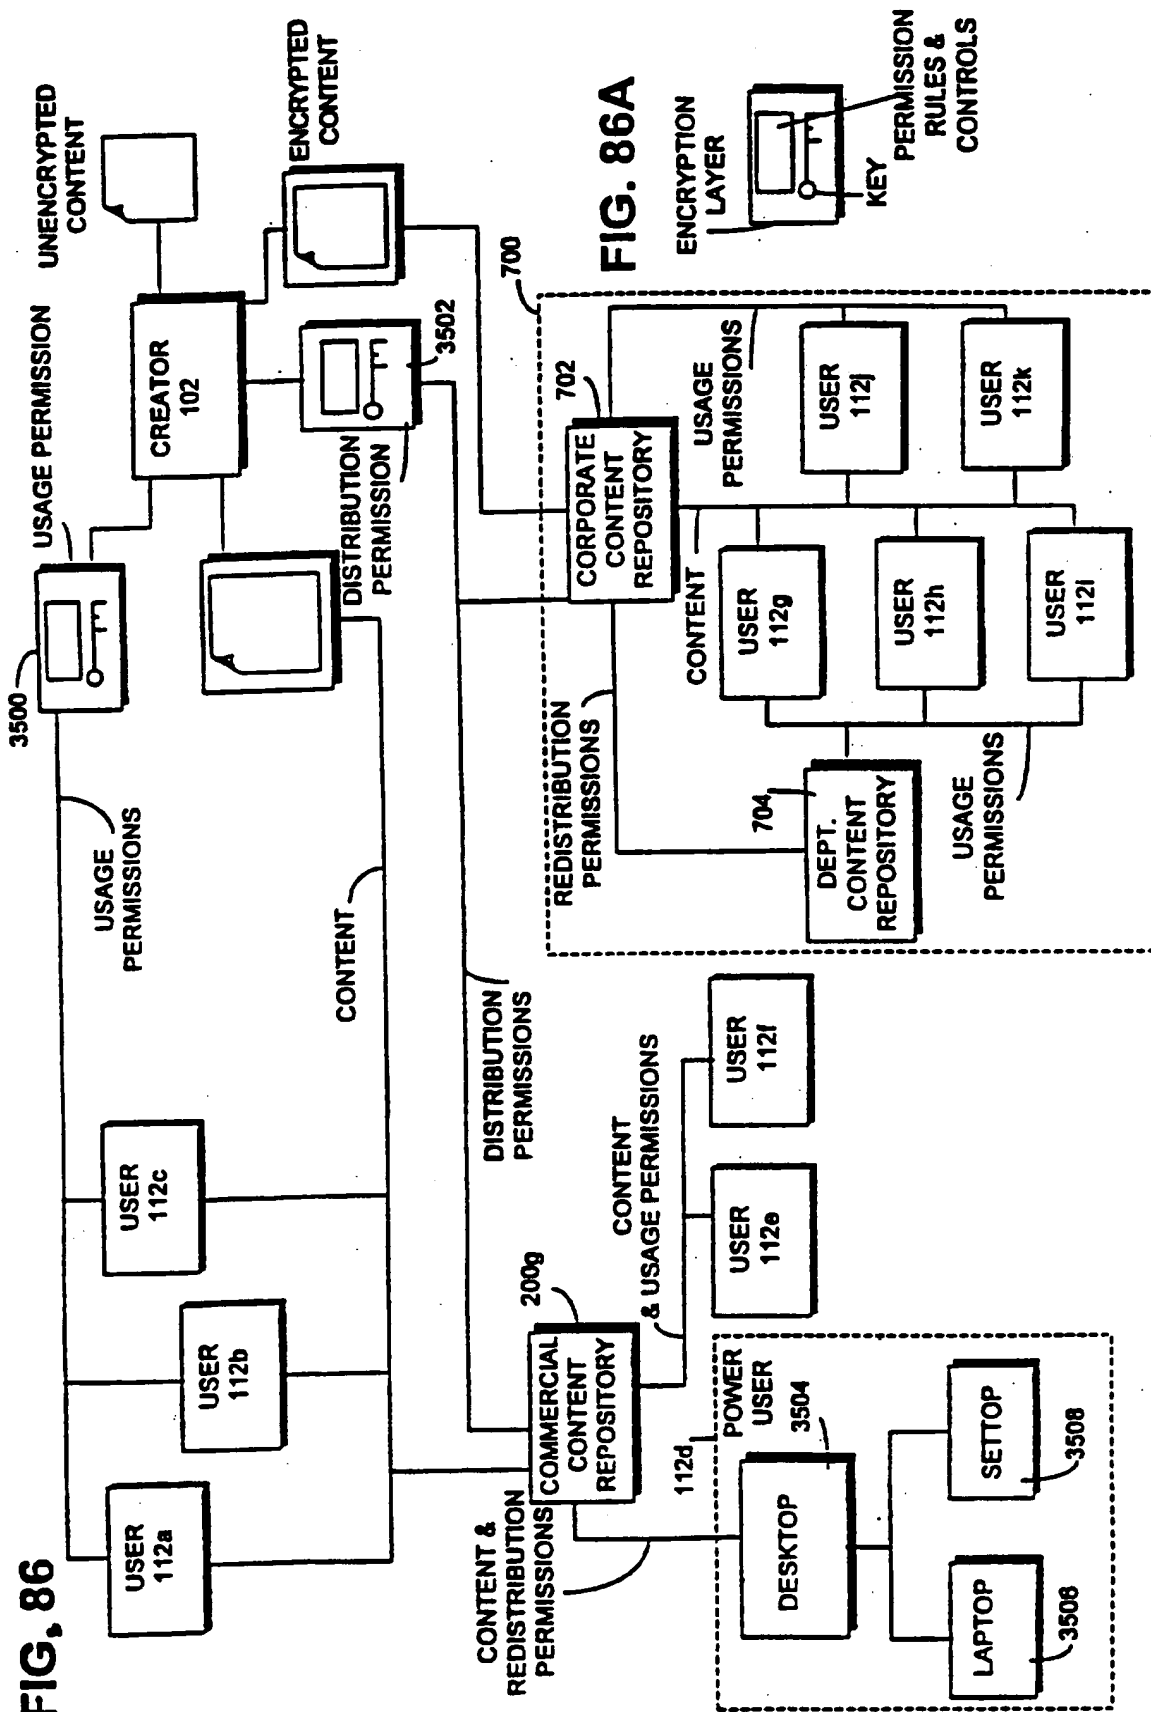 FIG. 86
UNENCRYPTED
CONTENT
USAGE PERMISSION
3500
CREATOR
102
ENCRYPTED
CONTENT
3502
DISTRIBUTION
PERMISSION
USAGE
PERMISSIONS
CONTENT
USER
112a
USER
112b
USER
112c
DISTRIBUTION
PERMISSIONS
COMMERCIAL
CONTENT
REPOSITORY
200g
CONTENT &
REDISTRIBUTION
PERMISSIONS
CONTENT
& USAGE PERMISSIONS
USER
112e
USER
112f
112d
POWER
USER
3504
DESKTOP
LAPTOP
3508
SETTOP
3508
700
702
CORPORATE
CONTENT
REPOSITORY
REDISTRIBUTION
PERMISSIONS
704
DEPT.
CONTENT
REPOSITORY
CONTENT
USAGE
PERMISSIONS
USER
112g
USER
112h
USER
112i
USER
112j
USER
112k
USAGE
PERMISSIONS
FIG. 86A
ENCRYPTION
LAYER
KEY
PERMISSION
RULES &
CONTROLS